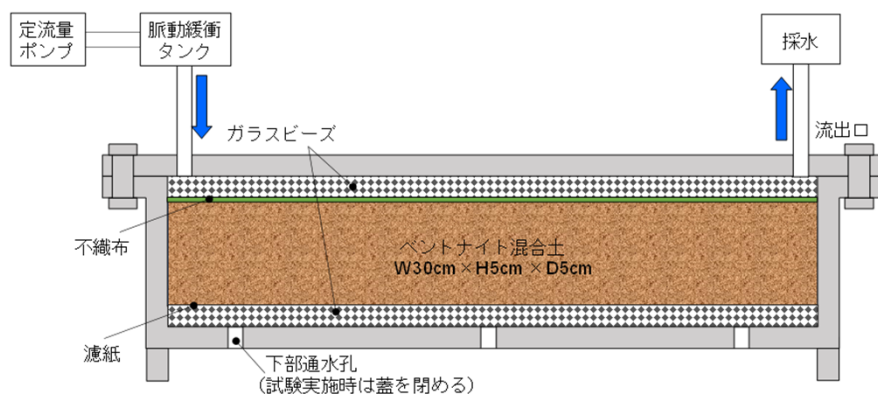 定流量
ポンプ
脈動緩衝
タンク
採水
ガラスビーズ
流出口
不織布
ベントナイト混合土
W30cm×H5cm×D5cm
濾紙
下部通水孔
(試験実施時は蓋を閉める)